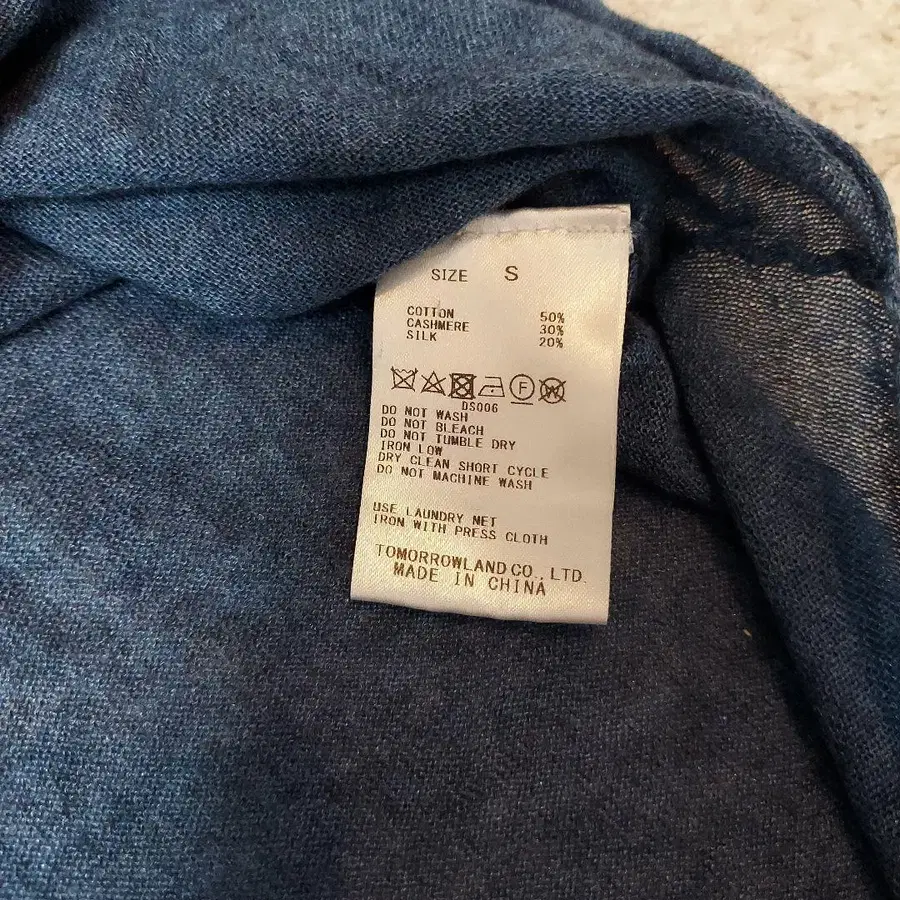 SIZE S
COTTON 50%
CASHMERE 30%
SILK 20%
F W
DS006
DO NOT WASH
DO NOT BLEACH
DO NOT TUMBLE DRY
IRON LOW
DRY CLEAN SHORT CYCLE
DO NOT MACHINE WASH
USE LAUNDRY NET
IRON WITH PRESS CLOTH
TOMORROWLAND CO., LTD.
MADE IN CHINA